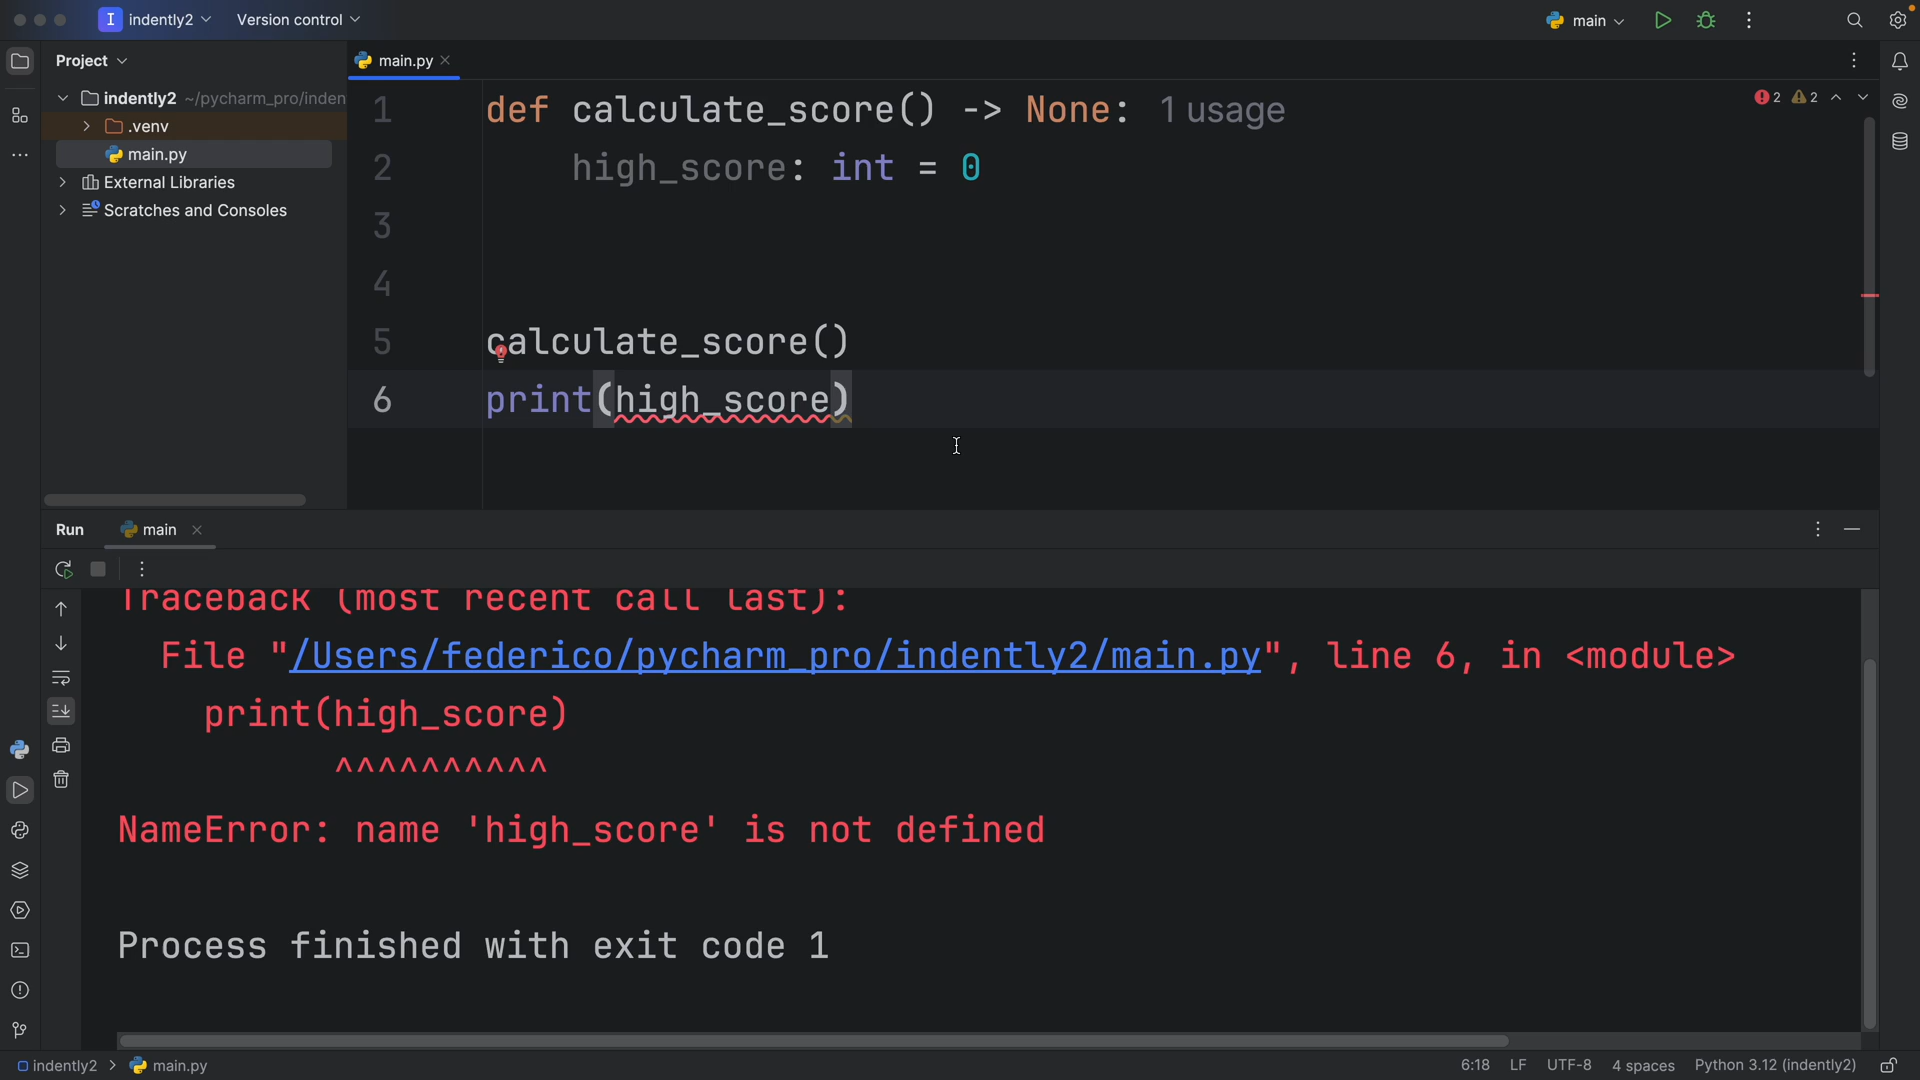 I indently2 Version control main
Project
main.py
indently2 ~/pycharm_pro/inden
.venv
main.py
External Libraries
Scratches and Consoles
2 2
1 def calculate_score() -> None: 1 usage
2 high_score: int = 0
3
4
5 calculate_score()
6 print(high_score)
Run main
Traceback (most recent call last):
File "/Users/federico/pycharm_pro/indently2/main.py", line 6, in <module>
print(high_score)
^^^^^^^^^^
NameError: name 'high_score' is not defined
Process finished with exit code 1
indently2 > main.py 6:18 LF UTF-8 4 spaces Python 3.12 (indently2)